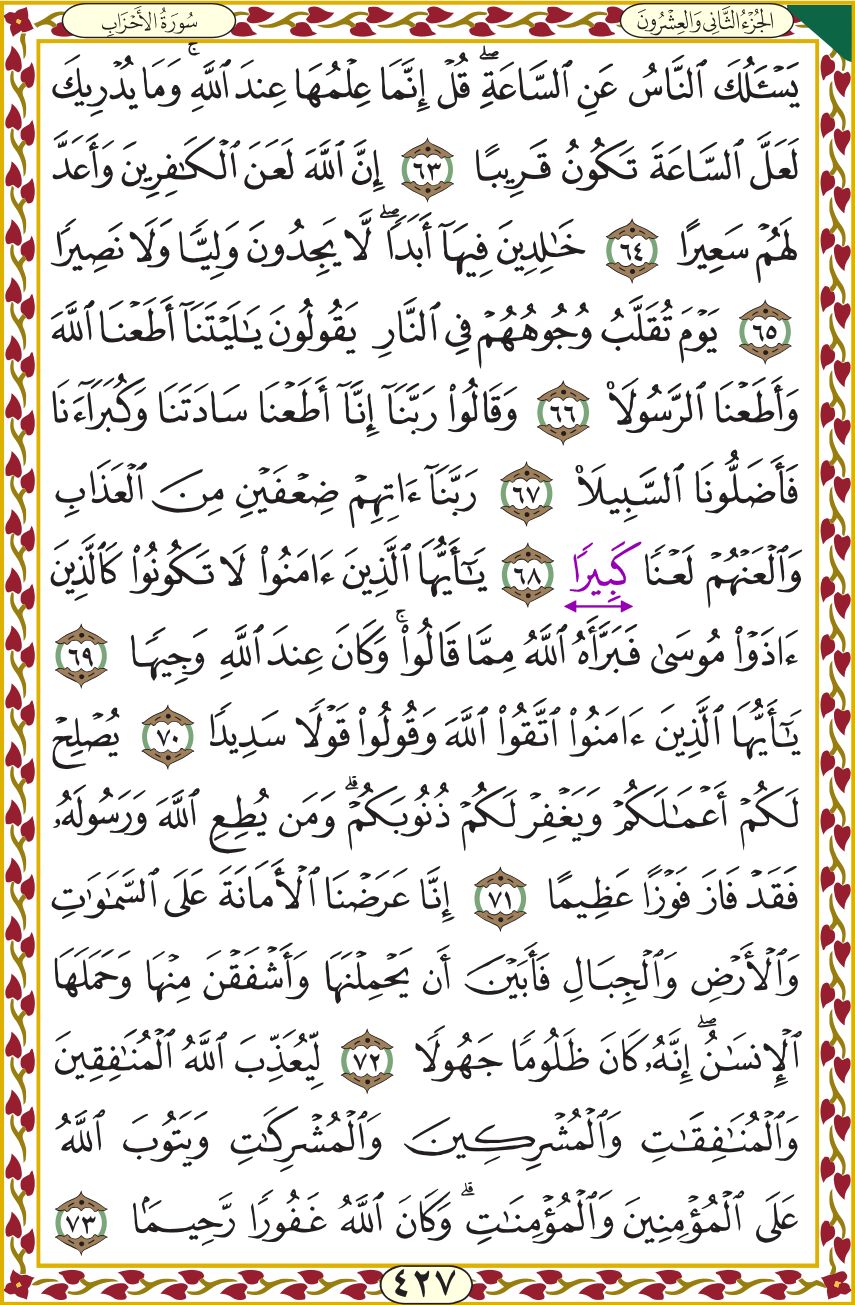 سُورَةُ الأَحْزَابِ
الجُزْءُ الثَّانِي وَالعِشْرُونَ
يَسْـَٔلُكَ ٱلنَّاسُ عَنِ ٱلسَّاعَةِۖ قُلْ إِنَّمَا عِلْمُهَا عِندَ ٱللَّهِۚ وَمَا يُدْرِيكَ
لَعَلَّ ٱلسَّاعَةَ تَكُونُ قَرِيبًا ٦٣ إِنَّ ٱللَّهَ لَعَنَ ٱلْكَـٰفِرِينَ وَأَعَدَّ
لَهُمْ سَعِيرًا ٦٤ خَـٰلِدِينَ فِيهَآ أَبَدًاۖ لَّا يَجِدُونَ وَلِيًّا وَلَا نَصِيرًا
٦٥ يَوْمَ تُقَلَّبُ وُجُوهُهُمْ فِى ٱلنَّارِ يَقُولُونَ يَـٰلَيْتَنَآ أَطَعْنَا ٱللَّهَ
وَأَطَعْنَا ٱلرَّسُولَا۠ ٦٦ وَقَالُوا۟ رَبَّنَآ إِنَّآ أَطَعْنَا سَادَتَنَا وَكُبَرَآءَنَا
فَأَضَلُّونَا ٱلسَّبِيلَا۠ ٦٧ رَبَّنَآ ءَاتِهِمْ ضِعْفَيْنِ مِنَ ٱلْعَذَابِ
وَٱلْعَنْهُمْ لَعْنًا كَبِيرًا ٦٨ يَـٰٓأَيُّهَا ٱلَّذِينَ ءَامَنُوا۟ لَا تَكُونُوا۟ كَٱلَّذِينَ
ءَاذَوْا۟ مُوسَىٰ فَبَرَّأَهُ ٱللَّهُ مِمَّا قَالُوا۟ۚ وَكَانَ عِندَ ٱللَّهِ وَجِيهًا ٦٩
يَـٰٓأَيُّهَا ٱلَّذِينَ ءَامَنُوا۟ ٱتَّقُوا۟ ٱللَّهَ وَقُولُوا۟ قَوْلًا سَدِيدًا ٧٠ يُصْلِحْ
لَكُمْ أَعْمَـٰلَكُمْ وَيَغْفِرْ لَكُمْ ذُنُوبَكُمْۗ وَمَن يُطِعِ ٱللَّهَ وَرَسُولَهُۥ
فَقَدْ فَازَ فَوْزًا عَظِيمًا ٧١ إِنَّا عَرَضْنَا ٱلْأَمَانَةَ عَلَى ٱلسَّمَـٰوَٰتِ
وَٱلْأَرْضِ وَٱلْجِبَالِ فَأَبَيْنَ أَن يَحْمِلْنَهَا وَأَشْفَقْنَ مِنْهَا وَحَمَلَهَا
ٱلْإِنسَـٰنُۖ إِنَّهُۥ كَانَ ظَلُومًا جَهُولًا ٧٢ لِّيُعَذِّبَ ٱللَّهُ ٱلْمُنَـٰفِقِينَ
وَٱلْمُنَـٰفِقَـٰتِ وَٱلْمُشْرِكِينَ وَٱلْمُشْرِكَـٰتِ وَيَتُوبَ ٱللَّهُ
عَلَى ٱلْمُؤْمِنِينَ وَٱلْمُؤْمِنَـٰتِۗ وَكَانَ ٱللَّهُ غَفُورًا رَّحِيمًۢا ٧٣
٤٢٧